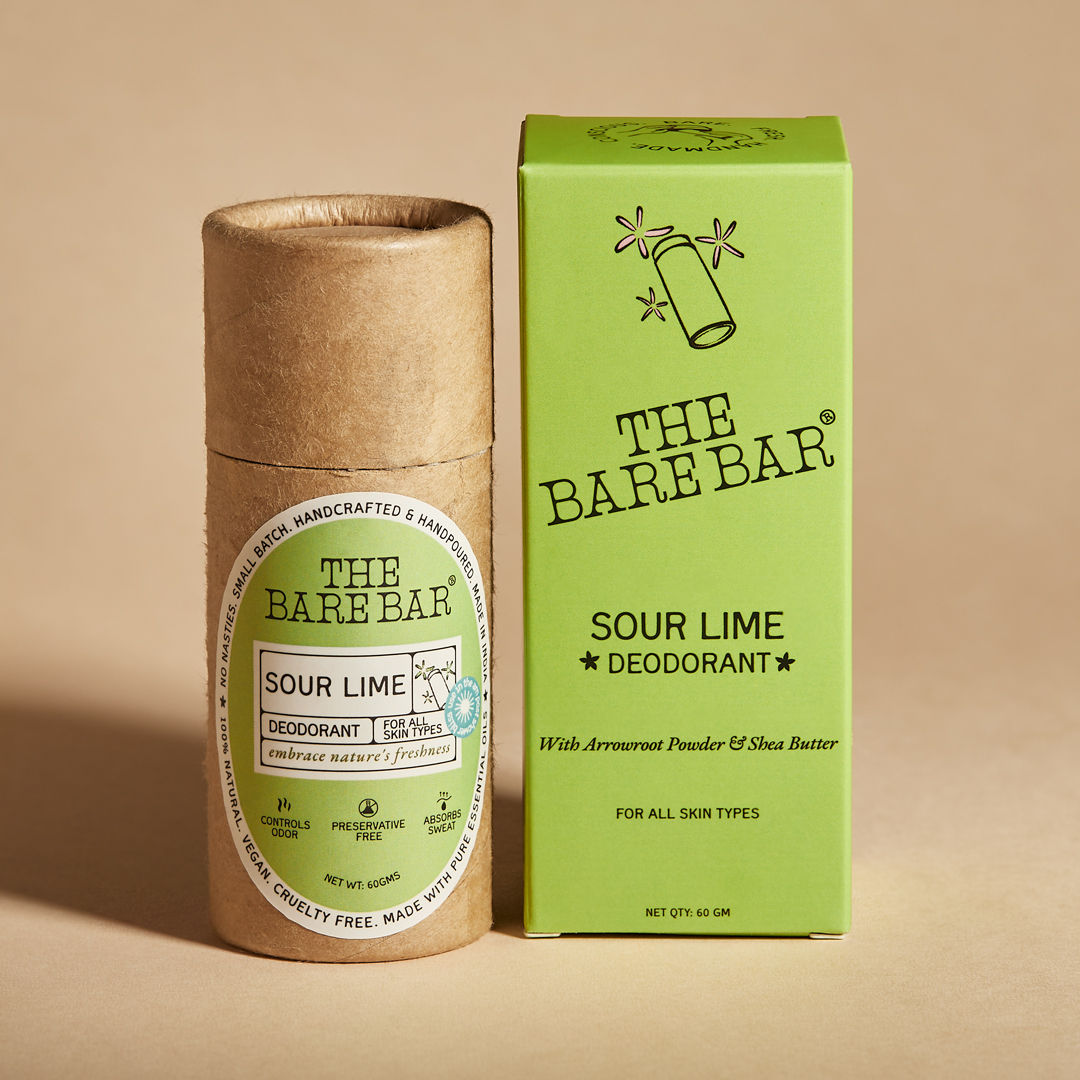 NO NASTIES. SMALL BATCH. HANDCRAFTED & HANDPOURED. MADE IN INDIA
100% NATURAL. VEGAN. CRUELTY FREE. MADE WITH PURE ESSENTIAL OILS
THE
BARE BAR®
SOUR LIME
DEODORANT
FOR ALL
SKIN TYPES
embrace nature's freshness
CONTROLS
ODOR
PRESERVATIVE
FREE
ABSORBS
SWEAT
NET WT: 60GMS
BARE.
HANDMADE.
THE
BARE BAR®
SOUR LIME
DEODORANT
With Arrowroot Powder & Shea Butter
FOR ALL SKIN TYPES
NET QTY: 60 GM